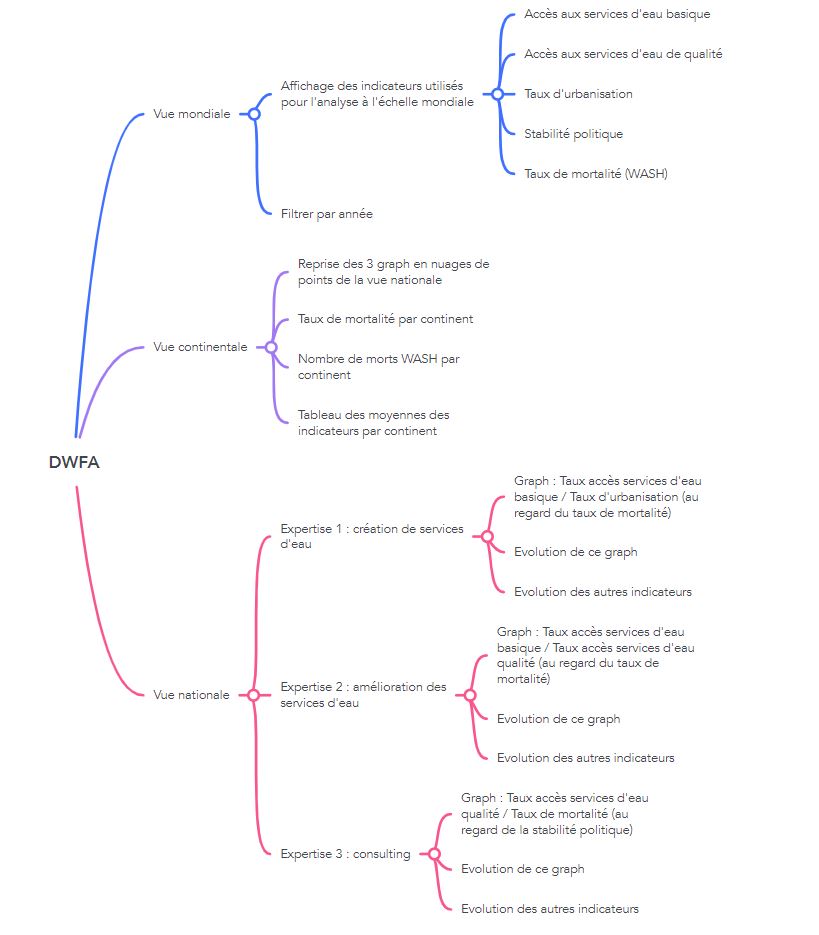 DWFA
Vue mondiale
Affichage des indicateurs utilisés
pour l'analyse à l'échelle mondiale
Accès aux services d'eau basique
Accès aux services d'eau de qualité
Taux d'urbanisation
Stabilité politique
Taux de mortalité (WASH)
Filtrer par année
Vue continentale
Reprise des 3 graph en nuages de
points de la vue nationale
Taux de mortalité par continent
Nombre de morts WASH par
continent
Tableau des moyennes des
indicateurs par continent
Vue nationale
Expertise 1 : création de services
d'eau
Graph : Taux accès services d'eau
basique / Taux d'urbanisation (au
regard du taux de mortalité)
Evolution de ce graph
Evolution des autres indicateurs
Expertise 2 : amélioration des
services d'eau
Graph : Taux accès services d'eau
basique / Taux accès services d'eau
qualité (au regard du taux de
mortalité)
Evolution de ce graph
Evolution des autres indicateurs
Expertise 3 : consulting
Graph : Taux accès services d'eau
qualité / Taux de mortalité (au
regard de la stabilité politique)
Evolution de ce graph
Evolution des autres indicateurs